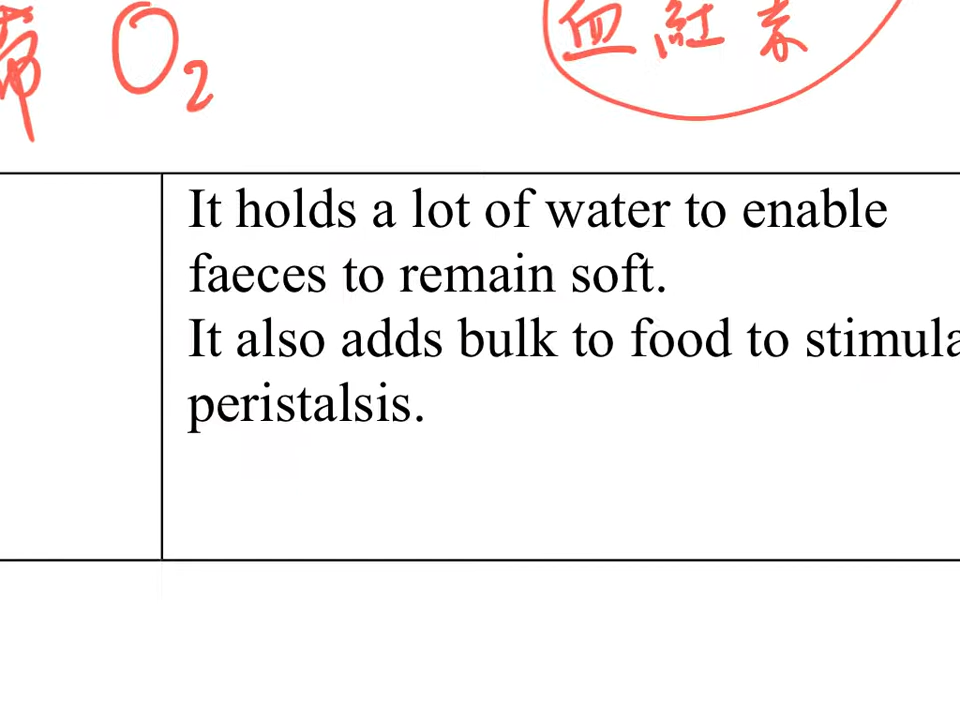 帶 O2 血紅素
It holds a lot of water to enable
faeces to remain soft.
It also adds bulk to food to
peristalsis.